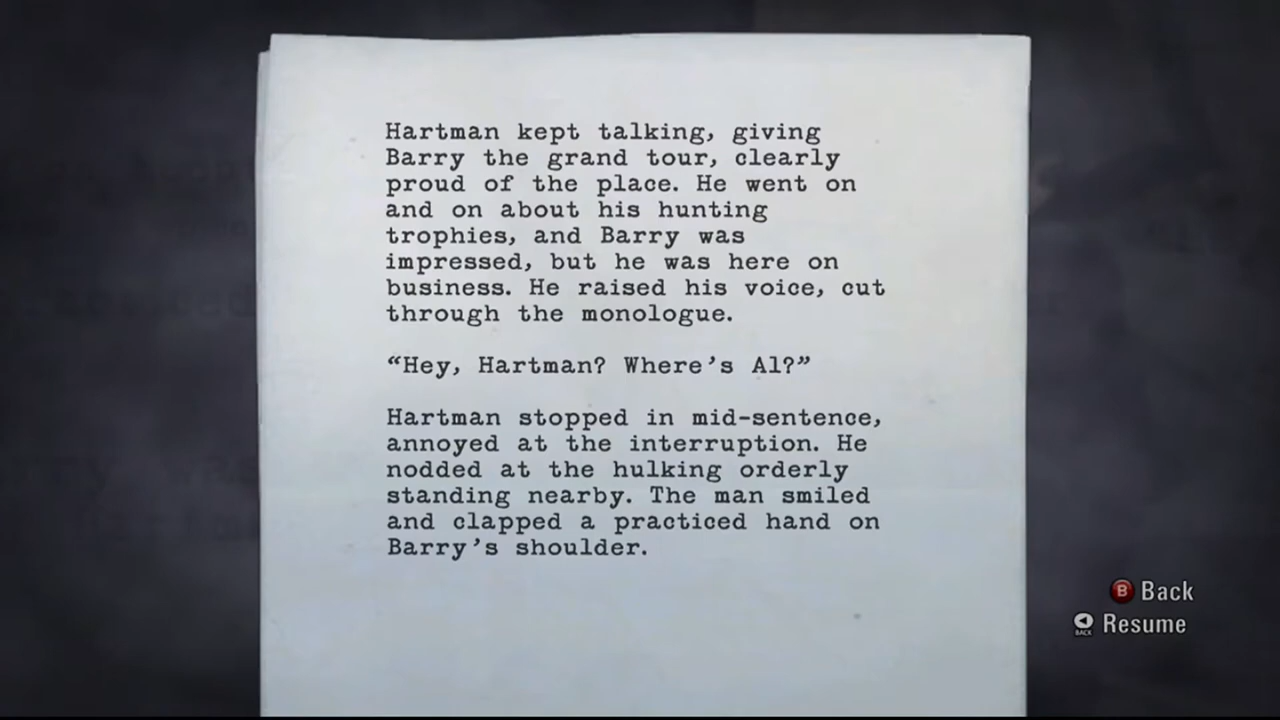 Hartman kept talking, giving
Barry the grand tour, clearly
proud of the place. He went on
and on about his hunting
trophies, and Barry was
impressed, but he was here on
business. He raised his voice, cut
through the monologue.
“Hey, Hartman? Where’s Al?”
Hartman stopped in mid-sentence,
annoyed at the interruption. He
nodded at the hulking orderly
standing nearby. The man smiled
and clapped a practiced hand on
Barry’s shoulder.
B Back
BACK Resume